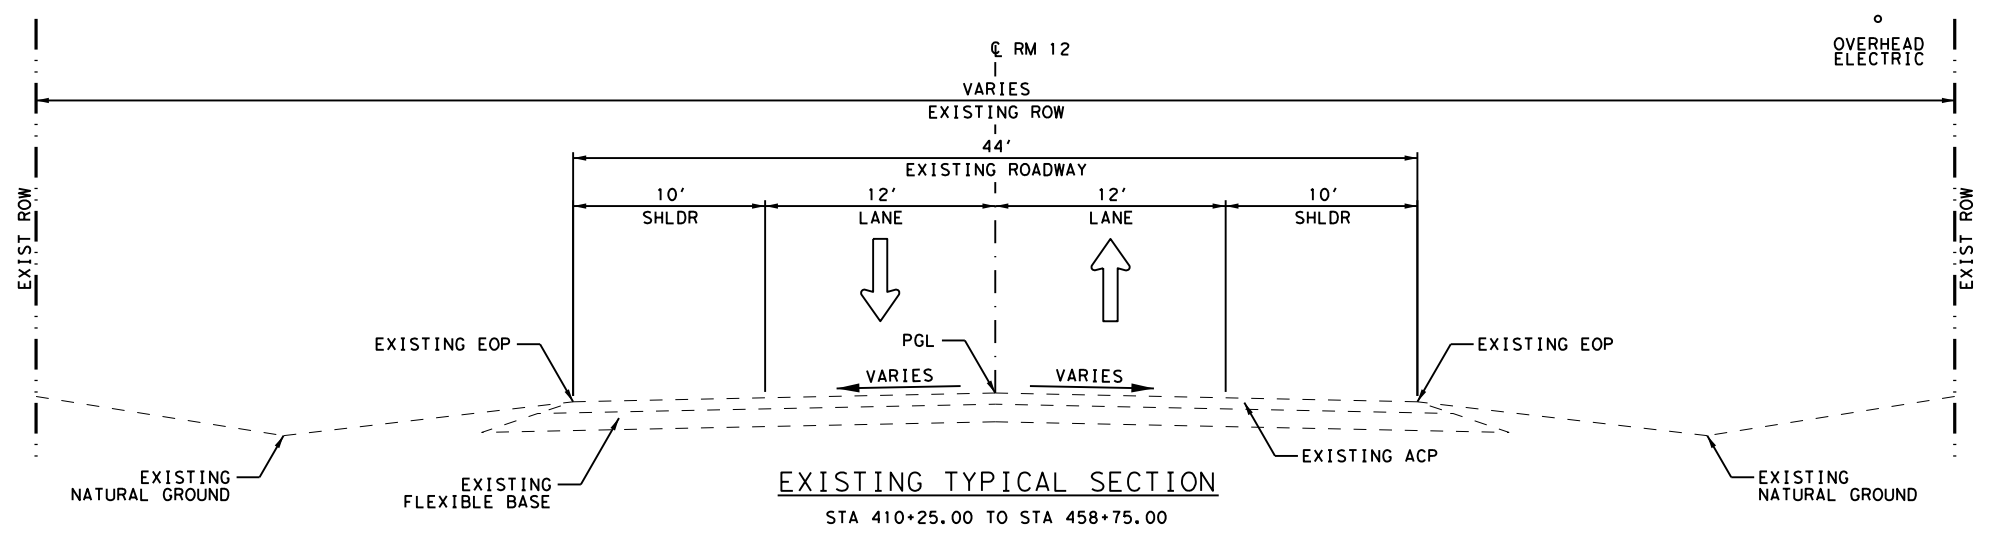 ℄ RM 12
OVERHEAD
ELECTRIC
VARIES
EXISTING ROW
44'
EXISTING ROADWAY
10'
12'
12'
10'
SHLDR
LANE
LANE
SHLDR
EXIST ROW
EXIST ROW
EXISTING EOP
PGL
EXISTING EOP
VARIES
VARIES
EXISTING ACP
EXISTING
NATURAL GROUND
EXISTING
FLEXIBLE BASE
EXISTING
NATURAL GROUND
EXISTING TYPICAL SECTION
STA 410+25.00 TO STA 458+75.00